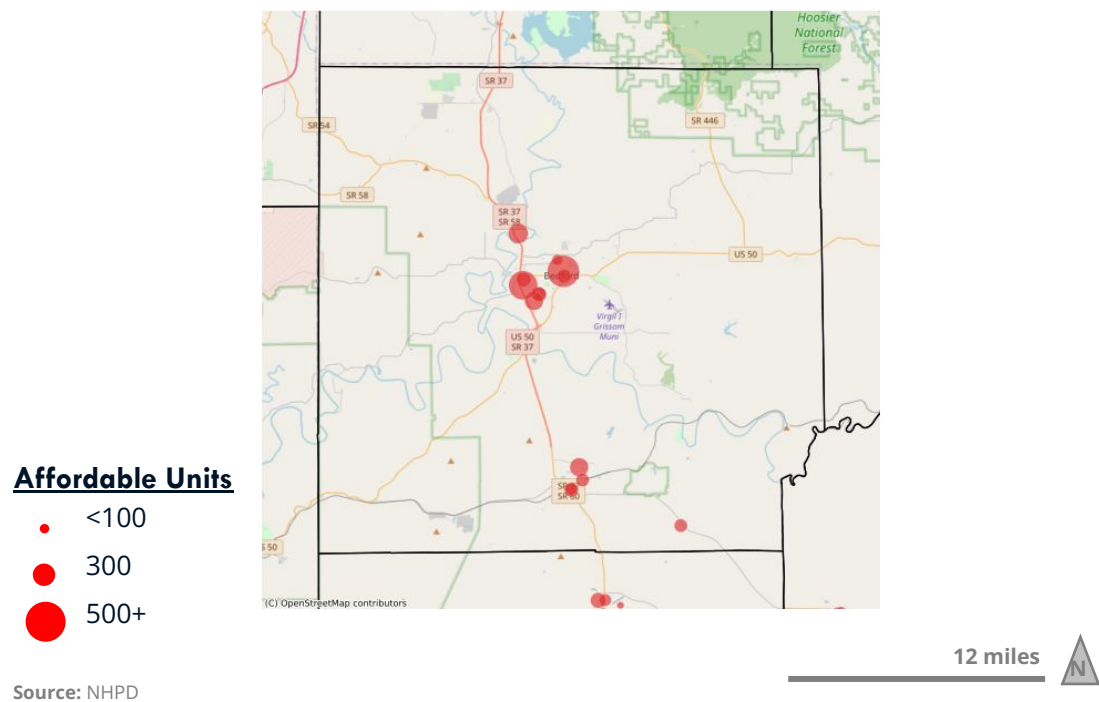 Hoosier
National
Forest
SR 37
SR 446
SR 54
SR 58
SR 37
SR 58
US 50
Bedford
Virgil I
Grissom
Muni
US 50
SR 37
SR 60
Affordable Units
<100
300
500+
(C) OpenStreetMap contributors
12 miles
N
Source: NHPD